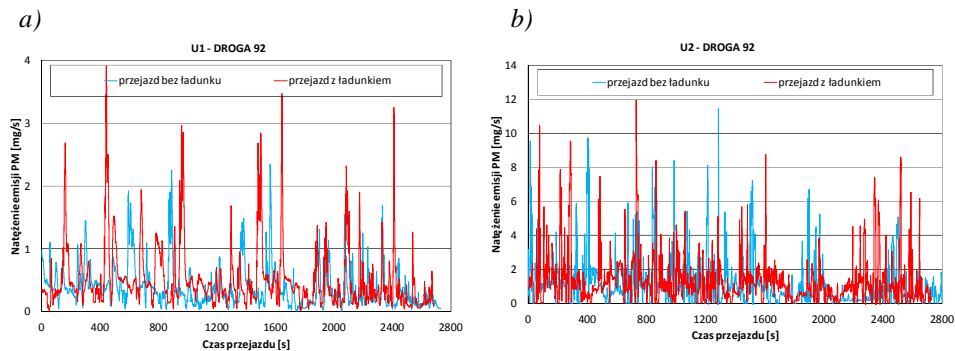 a)
U1 - DROGA 92
4
3
2
1
0
przejazd bez ładunku
przejazd z ładunkiem
Natężenie emisji PM [mg/s]
0 400 800 1200 1600 2000 2400 2800
Czas przejazdu [s]
b)
U2 - DROGA 92
14
12
10
8
6
4
2
0
przejazd bez ładunku
przejazd z ładunkiem
Natężenie emisji PM [mg/s]
0 400 800 1200 1600 2000 2400 2800
Czas przejazdu [s]